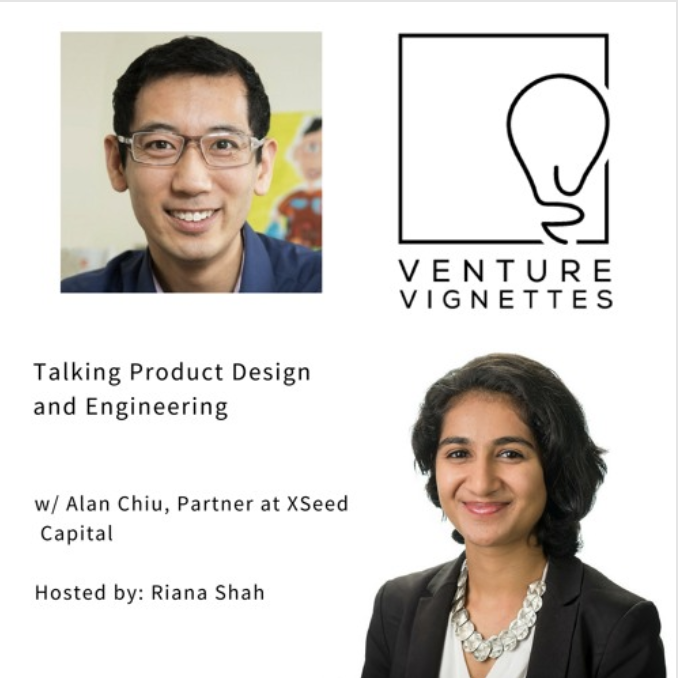 VENTURE
VIGNETTES
Talking Product Design
and Engineering
w/ Alan Chiu, Partner at XSeed
Capital
Hosted by: Riana Shah